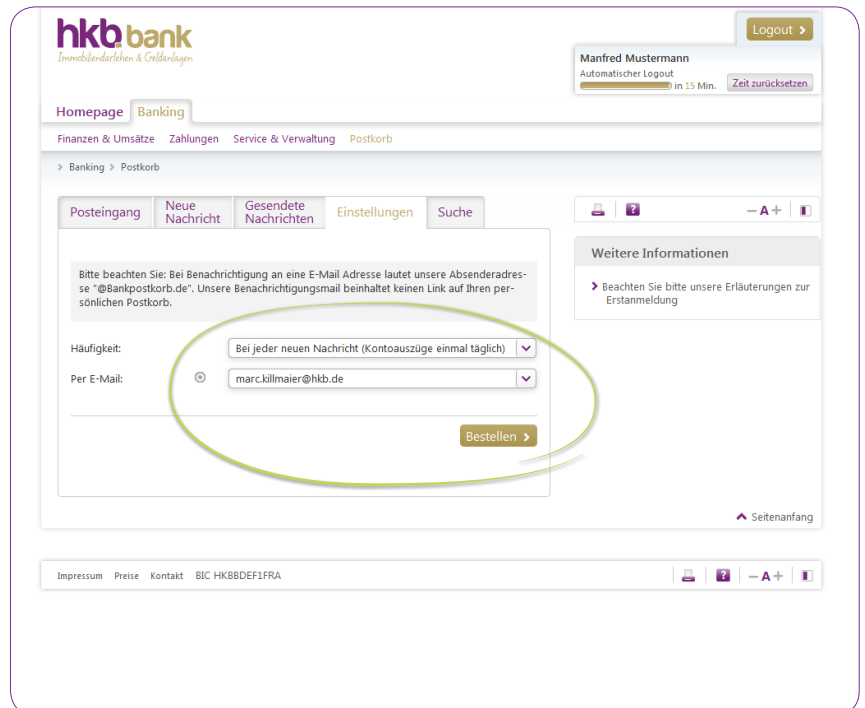 hkb bank
Immobiliendarlehen & Geldanlagen
Logout
Manfred Mustermann
Automatischer Logout
in 15 Min.
Zeit zurücksetzen
Homepage Banking
Finanzen & Umsätze Zahlungen Service & Verwaltung Postkorb
> Banking > Postkorb
Posteingang
Neue
Nachricht
Gesendete
Nachrichten
Einstellungen
Suche
− A +
Bitte beachten Sie: Bei Benachrichtigung an eine E-Mail Adresse lautet unsere Absenderadres-
se "@Bankpostkorb.de". Unsere Benachrichtigungsmail beinhaltet keinen Link auf Ihren per-
sönlichen Postkorb.
Häufigkeit: Bei jeder neuen Nachricht (Kontoauszüge einmal täglich)
Per E-Mail: marc.killmaier@hkb.de
Bestellen
Weitere Informationen
Beachten Sie bitte unsere Erläuterungen zur
Erstanmeldung
Seitenanfang
Impressum Preise Kontakt BIC HKBBDEF1FRA
? − A +